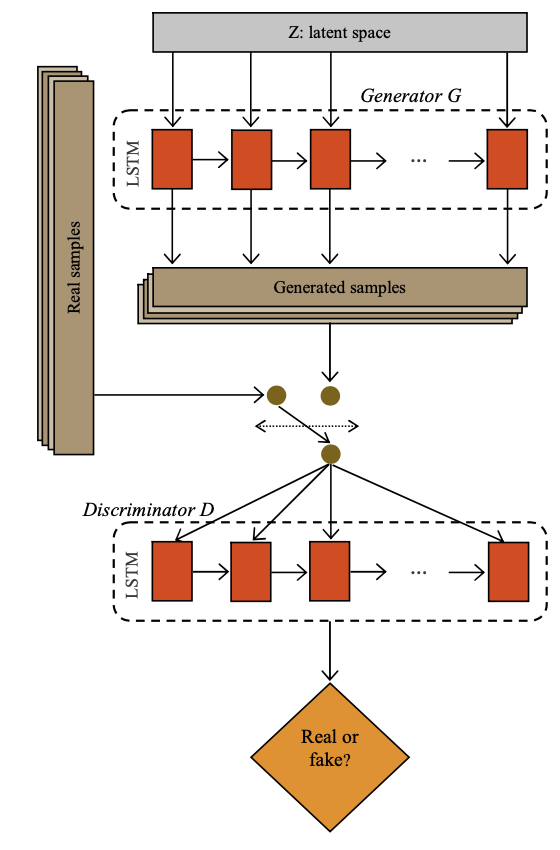 Z: latent space
Generator G
LSTM
...
Real samples
Generated samples
Discriminator D
LSTM
...
Real or
fake?